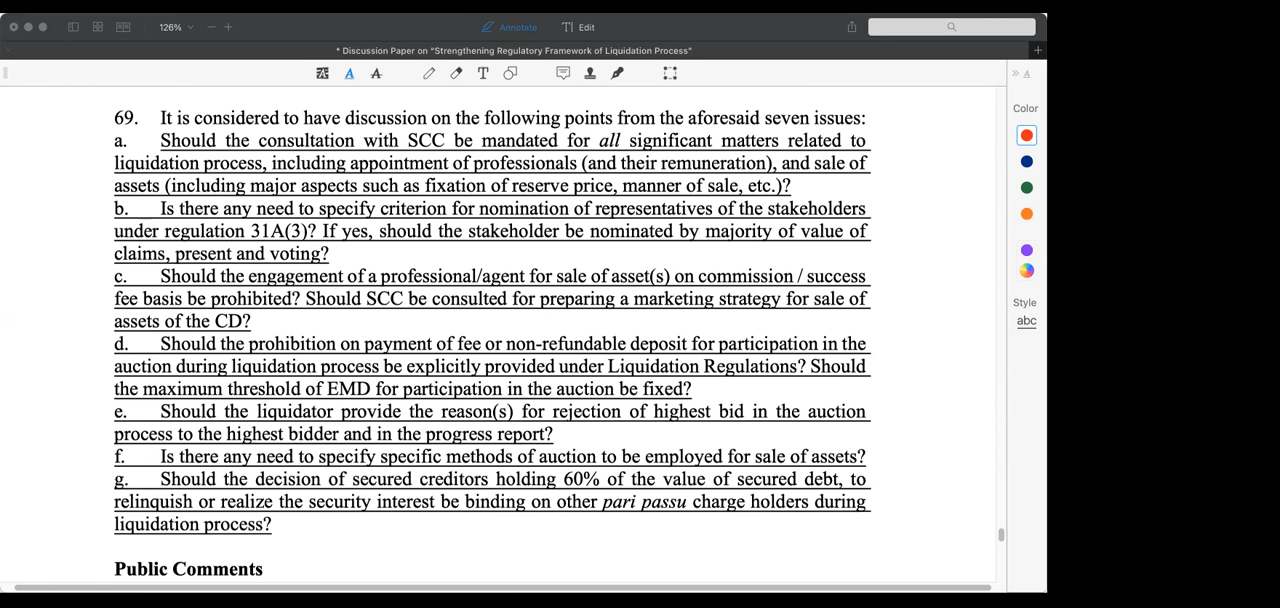 126%
Annotate
Edit
* Discussion Paper on "Strengthening Regulatory Framework of Liquidation Process"
Color
Style
abc
69. It is considered to have discussion on the following points from the aforesaid seven issues:
a. Should the consultation with SCC be mandated for all significant matters related to
liquidation process, including appointment of professionals (and their remuneration), and sale of
assets (including major aspects such as fixation of reserve price, manner of sale, etc.)?
b. Is there any need to specify criterion for nomination of representatives of the stakeholders
under regulation 31A(3)? If yes, should the stakeholder be nominated by majority of value of
claims, present and voting?
c. Should the engagement of a professional/agent for sale of asset(s) on commission / success
fee basis be prohibited? Should SCC be consulted for preparing a marketing strategy for sale of
assets of the CD?
d. Should the prohibition on payment of fee or non-refundable deposit for participation in the
auction during liquidation process be explicitly provided under Liquidation Regulations? Should
the maximum threshold of EMD for participation in the auction be fixed?
e. Should the liquidator provide the reason(s) for rejection of highest bid in the auction
process to the highest bidder and in the progress report?
f. Is there any need to specify specific methods of auction to be employed for sale of assets?
g. Should the decision of secured creditors holding 60% of the value of secured debt, to
relinquish or realize the security interest be binding on other pari passu charge holders during
liquidation process?
Public Comments